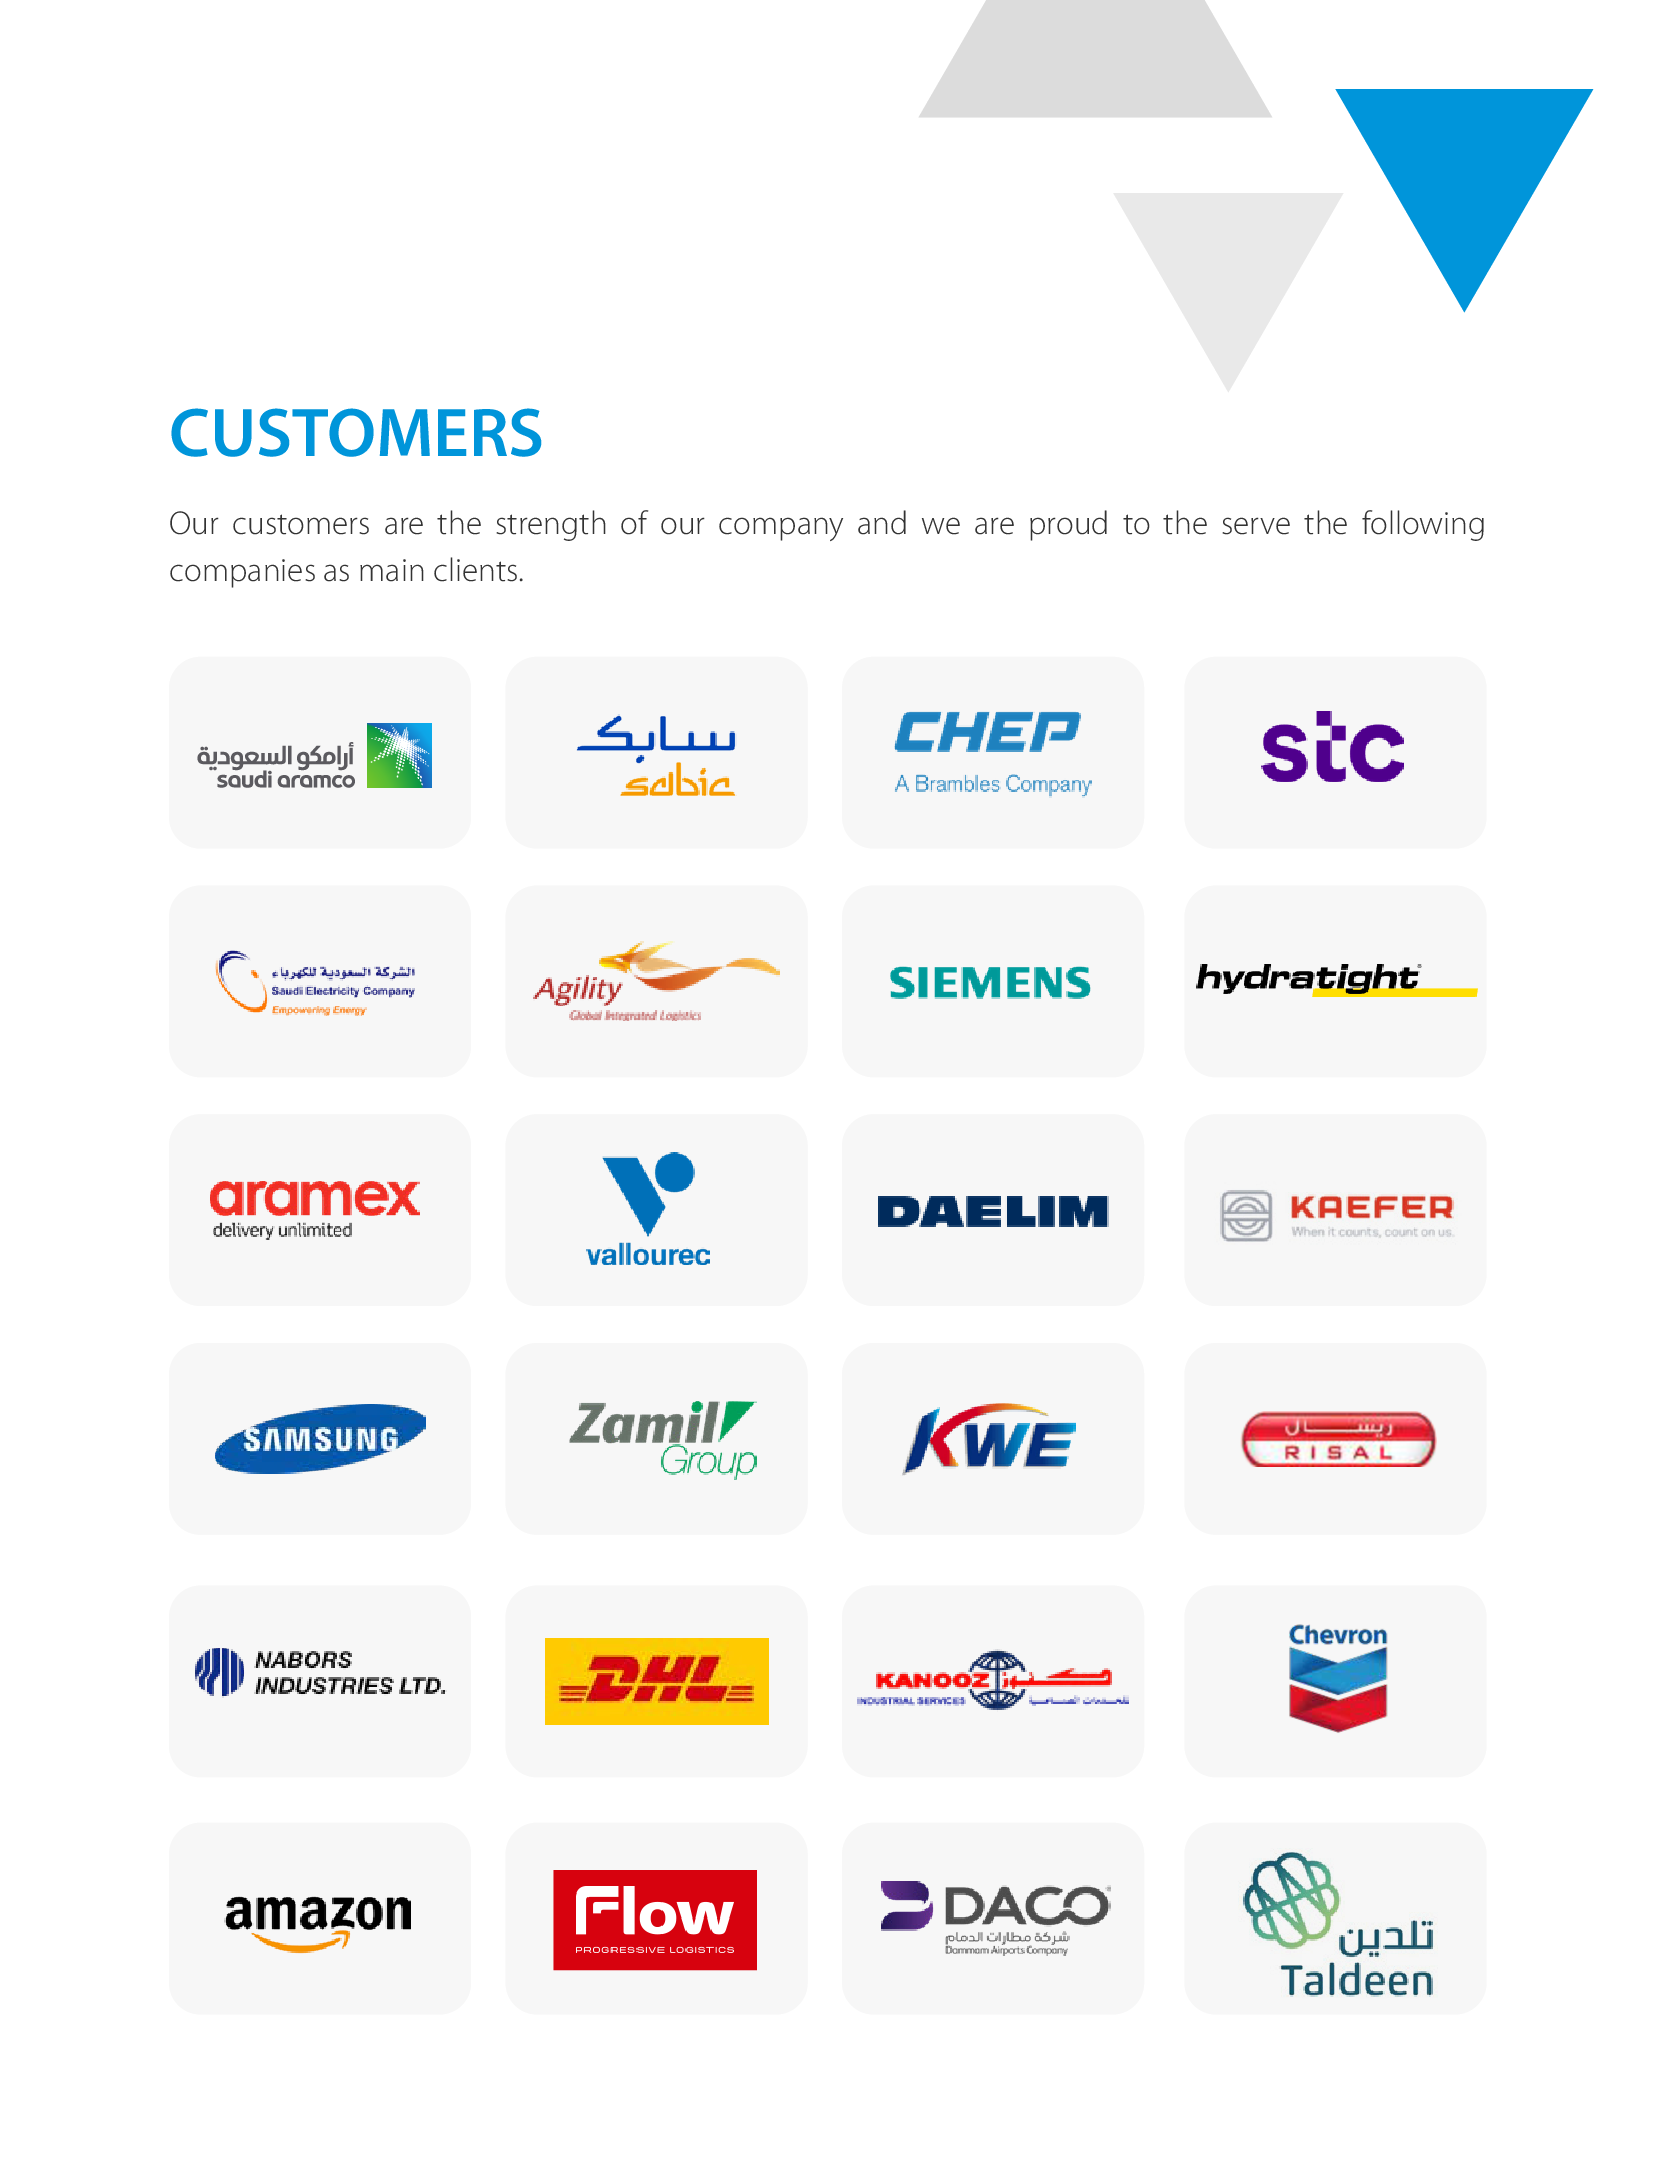 CUSTOMERS
Our customers are the strength of our company and we are proud to the serve the following
companies as main clients.
أرامكو السعودية
saudi aramco
سابك
sabic
CHEP
A Brambles Company
stc
الشركة السعودية للكهرباء
Saudi Electricity Company
Empowering Energy
Agility
Global Integrated Logistics
SIEMENS
hydratight
aramex
delivery unlimited
vallourec
DAELIM
KAEFER
When it counts, count on us.
SAMSUNG
Zamil
Group
KWE
ريسال
RISAL
NABORS
INDUSTRIES LTD.
DHL
KANOOZ كنوز
INDUSTRIAL SERVICES للخدمات الصناعية
Chevron
amazon
Flow
PROGRESSIVE LOGISTICS
DACO
شركة مطارات الدمام
Dammam Airports Company
تلدين
Taldeen